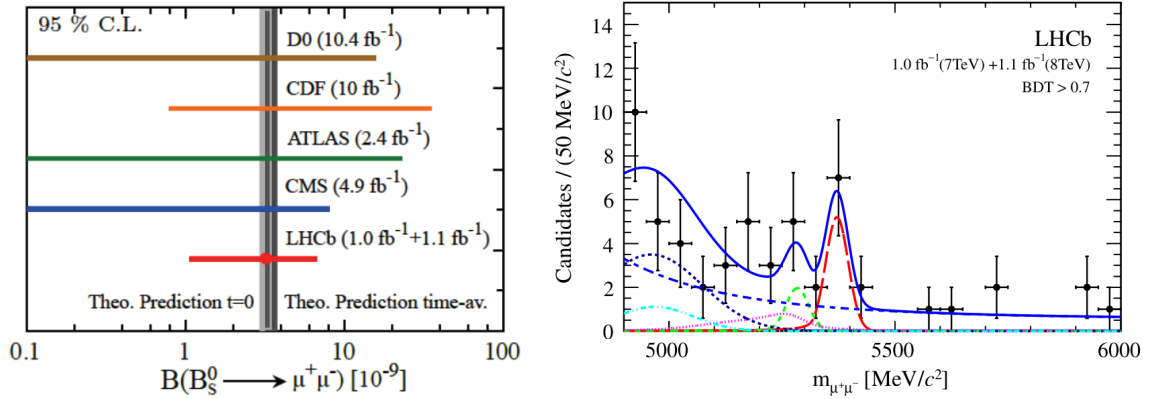 95 % C.L.
D0 (10.4 fb⁻¹)
CDF (10 fb⁻¹)
ATLAS (2.4 fb⁻¹)
CMS (4.9 fb⁻¹)
LHCb (1.0 fb⁻¹+1.1 fb⁻¹)
Theo. Prediction t=0 Theo. Prediction time-av.
0.1 1 10 100
B(B⁰ₛ → μ⁺μ⁻) [10⁻⁹]
Candidates / (50 MeV/c²)
14
12
10
8
6
4
2
0
LHCb
1.0 fb⁻¹(7TeV) +1.1 fb⁻¹(8TeV)
BDT > 0.7
5000 5500 6000
m_μ⁺μ⁻ [MeV/c²]